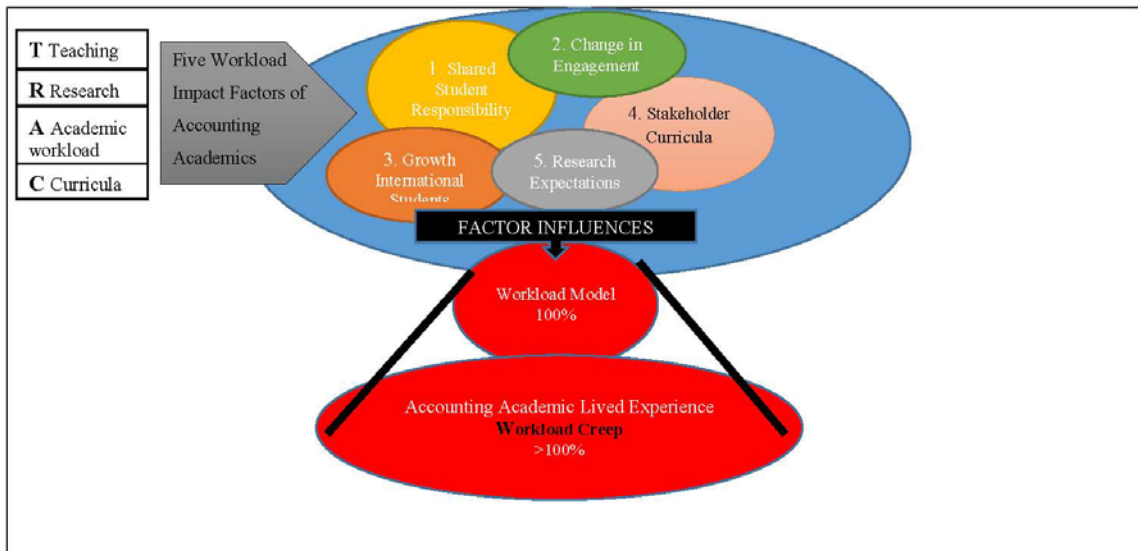 T Teaching
R Research
A Academic
workload
C Curricula
Five Workload
Impact Factors of
Accounting
Academics
1. Shared
Student
Responsibility
2. Change in
Engagement
3. Growth
International
Students
4. Stakeholder
Curricula
5. Research
Expectations
FACTOR INFLUENCES
Workload Model
100%
Accounting Academic Lived Experience
Workload Creep
>100%